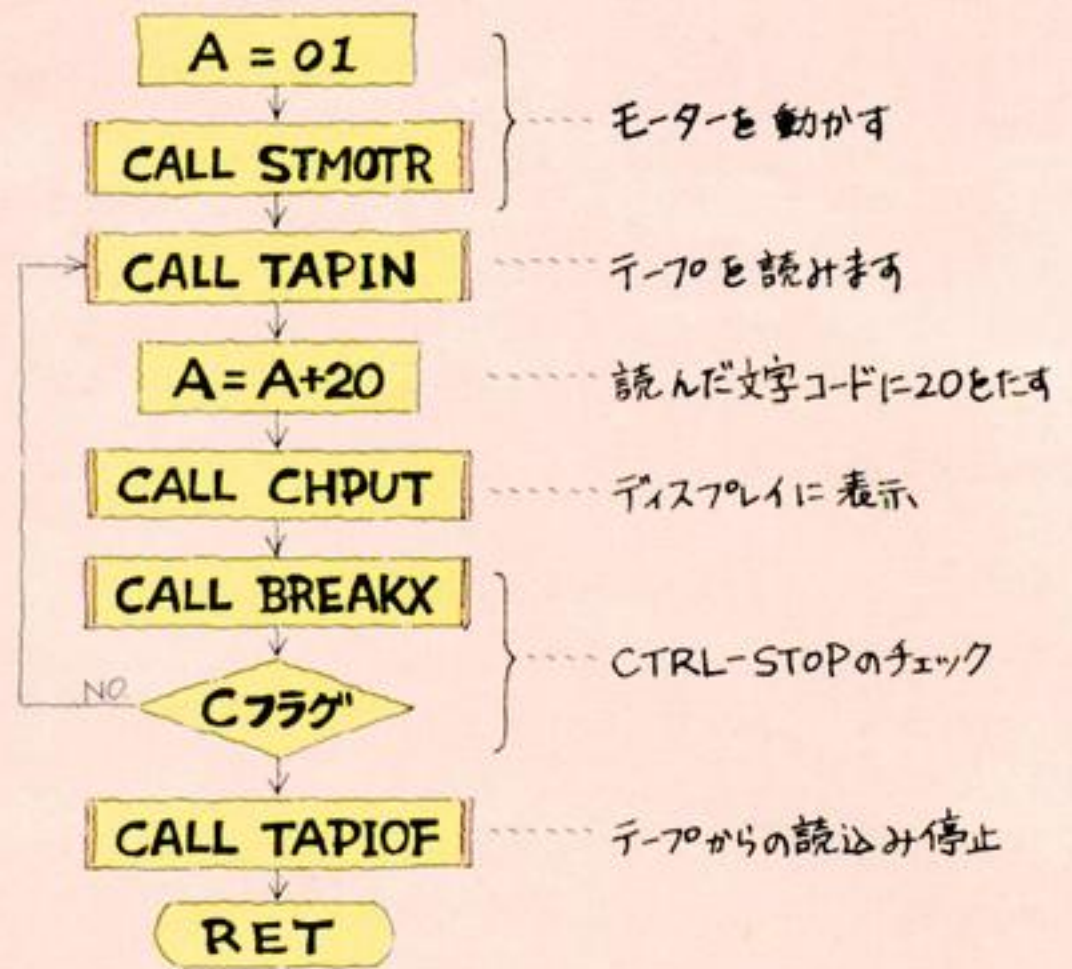 A = 01
CALL STMOTR
モーターを動かす
CALL TAPIN
テープを読みます
A=A+20
読んだ文字コードに20をたす
CALL CHPUT
ディスプレイに表示
CALL BREAKX
CTRL-STOPのチェック
NO
Cフラグ
CALL TAPIOF
テープからの読込み停止
RET